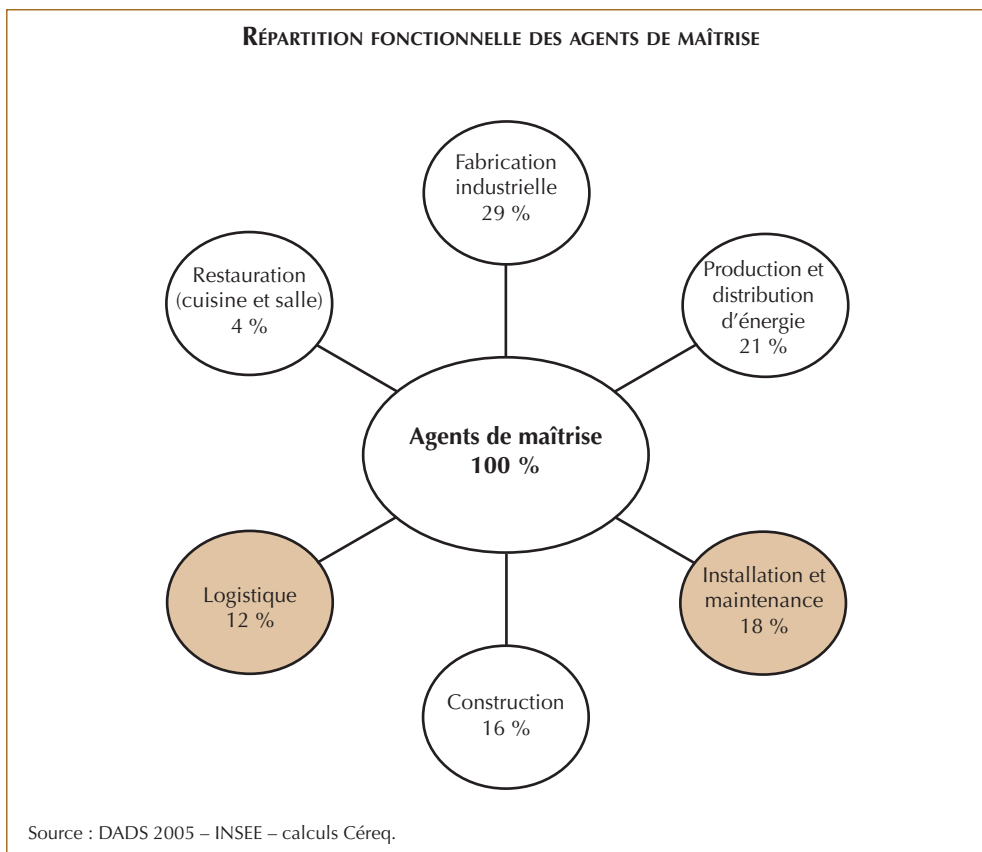 RÉPARTITION FONCTIONNELLE DES AGENTS DE MAÎTRISE
Fabrication
industrielle
29 %
Production et
distribution
d’énergie
21 %
Restauration
(cuisine et salle)
4 %
Agents de maîtrise
100 %
Logistique
12 %
Installation et
maintenance
18 %
Construction
16 %
Source : DADS 2005 – INSEE – calculs Céreq.